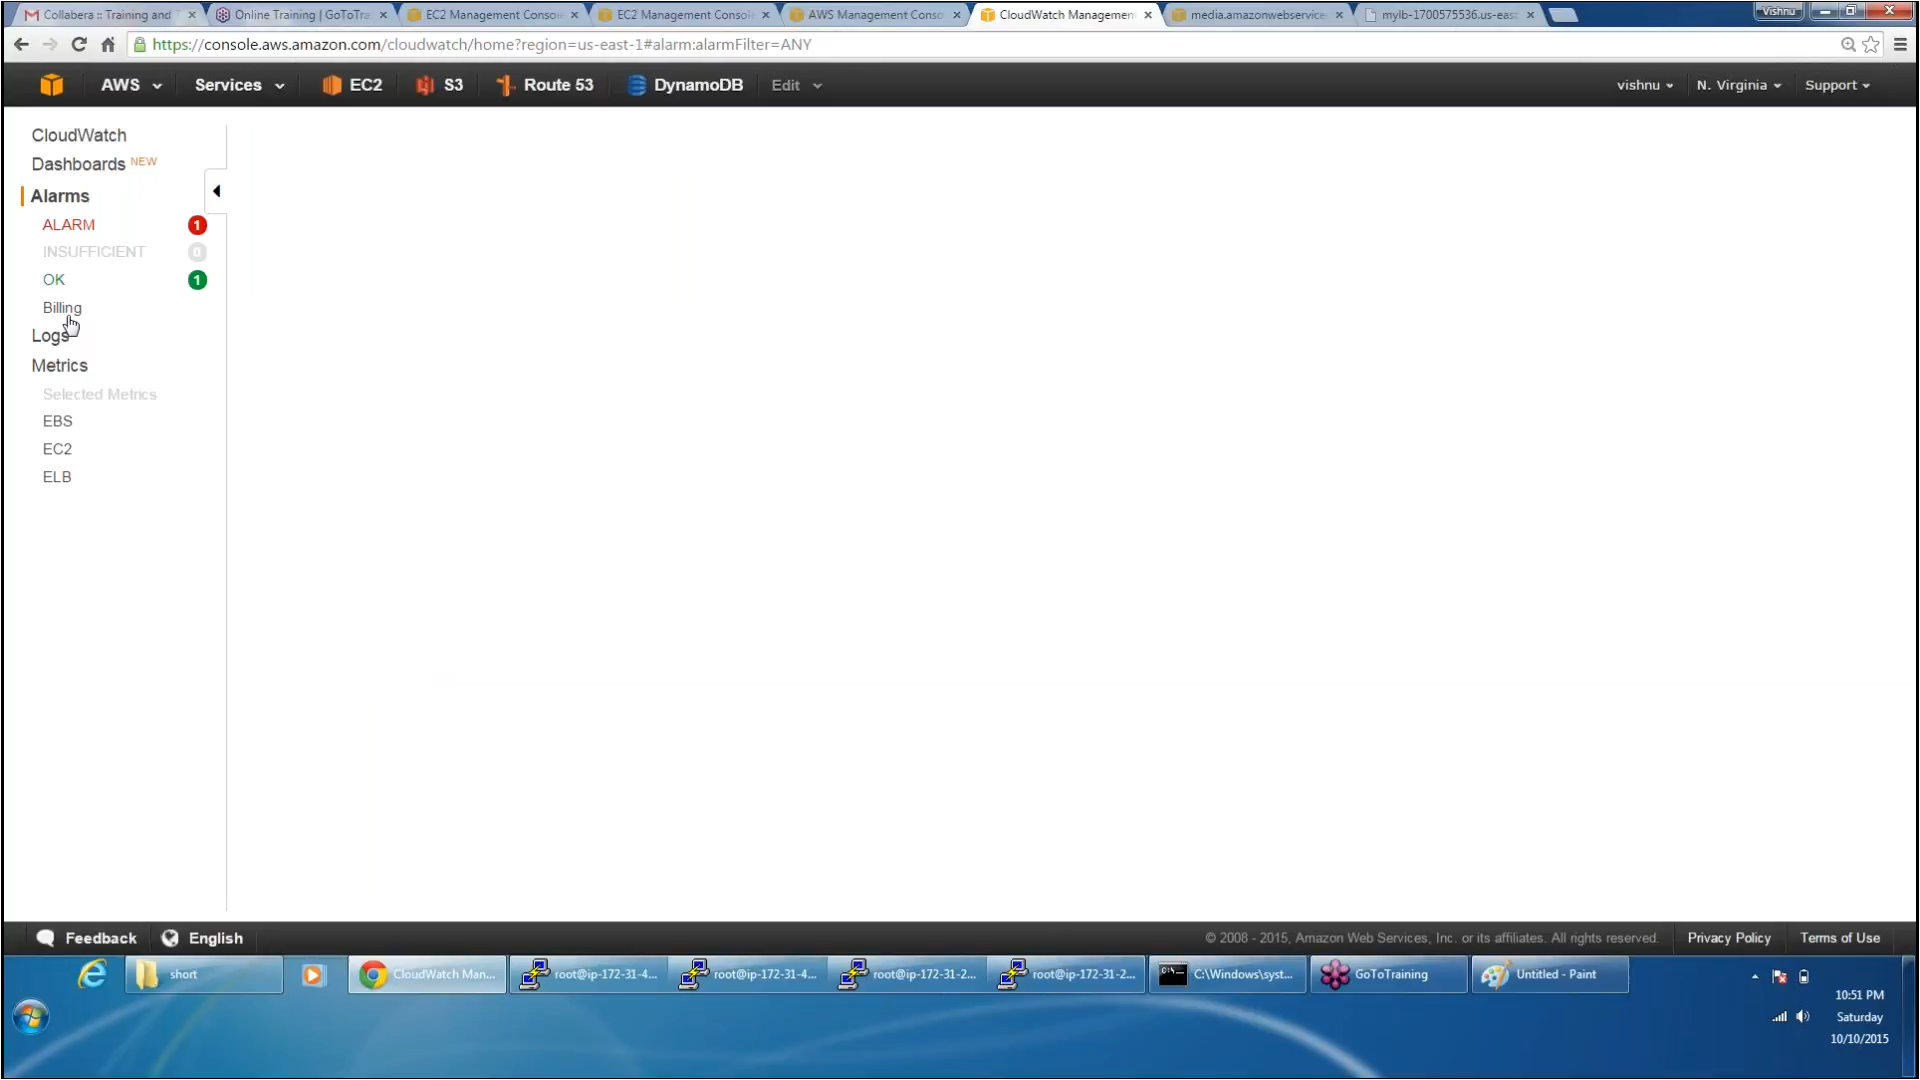 Collabera :: Training and T
Online Training | GoToTra
EC2 Management Consol
EC2 Management Consol
AWS Management Conso
CloudWatch Managemen
media.amazonwebservice
mylb-1700575536.us-eas
Vishnu
https://console.aws.amazon.com/cloudwatch/home?region=us-east-1#alarm:alarmFilter=ANY
AWS
Services
EC2
S3
Route 53
DynamoDB
Edit
vishnu
N. Virginia
Support
CloudWatch
Dashboards NEW
Alarms
ALARM 1
INSUFFICIENT 0
OK 1
Billing
Logs
Metrics
Selected Metrics
EBS
EC2
ELB
Feedback
English
© 2008 - 2015, Amazon Web Services, Inc. or its affiliates. All rights reserved.
Privacy Policy
Terms of Use
short
CloudWatch Man...
root@ip-172-31-4...
root@ip-172-31-4...
root@ip-172-31-2...
root@ip-172-31-2...
C:\Windows\syst...
GoToTraining
Untitled - Paint
10:51 PM
Saturday
10/10/2015